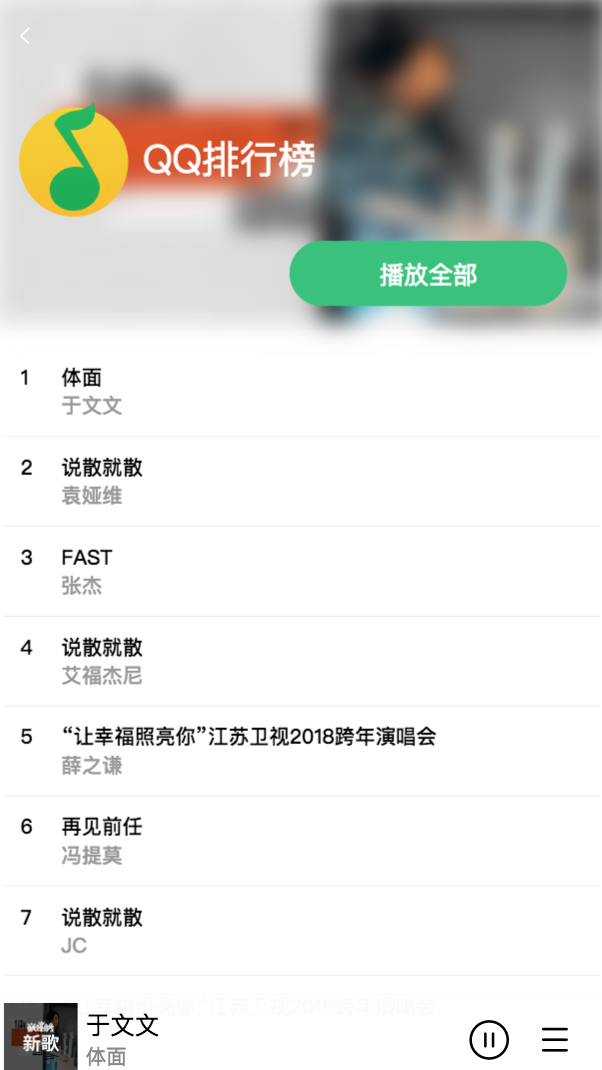 QQ排行榜
播放全部
1 体面
于文文
2 说散就散
袁娅维
3 FAST
张杰
4 说散就散
艾福杰尼
5 “让幸福照亮你”江苏卫视2018跨年演唱会
薛之谦
6 再见前任
冯提莫
7 说散就散
JC
“让幸福照亮你”江苏卫视2018跨年演唱会
新歌
于文文
体面